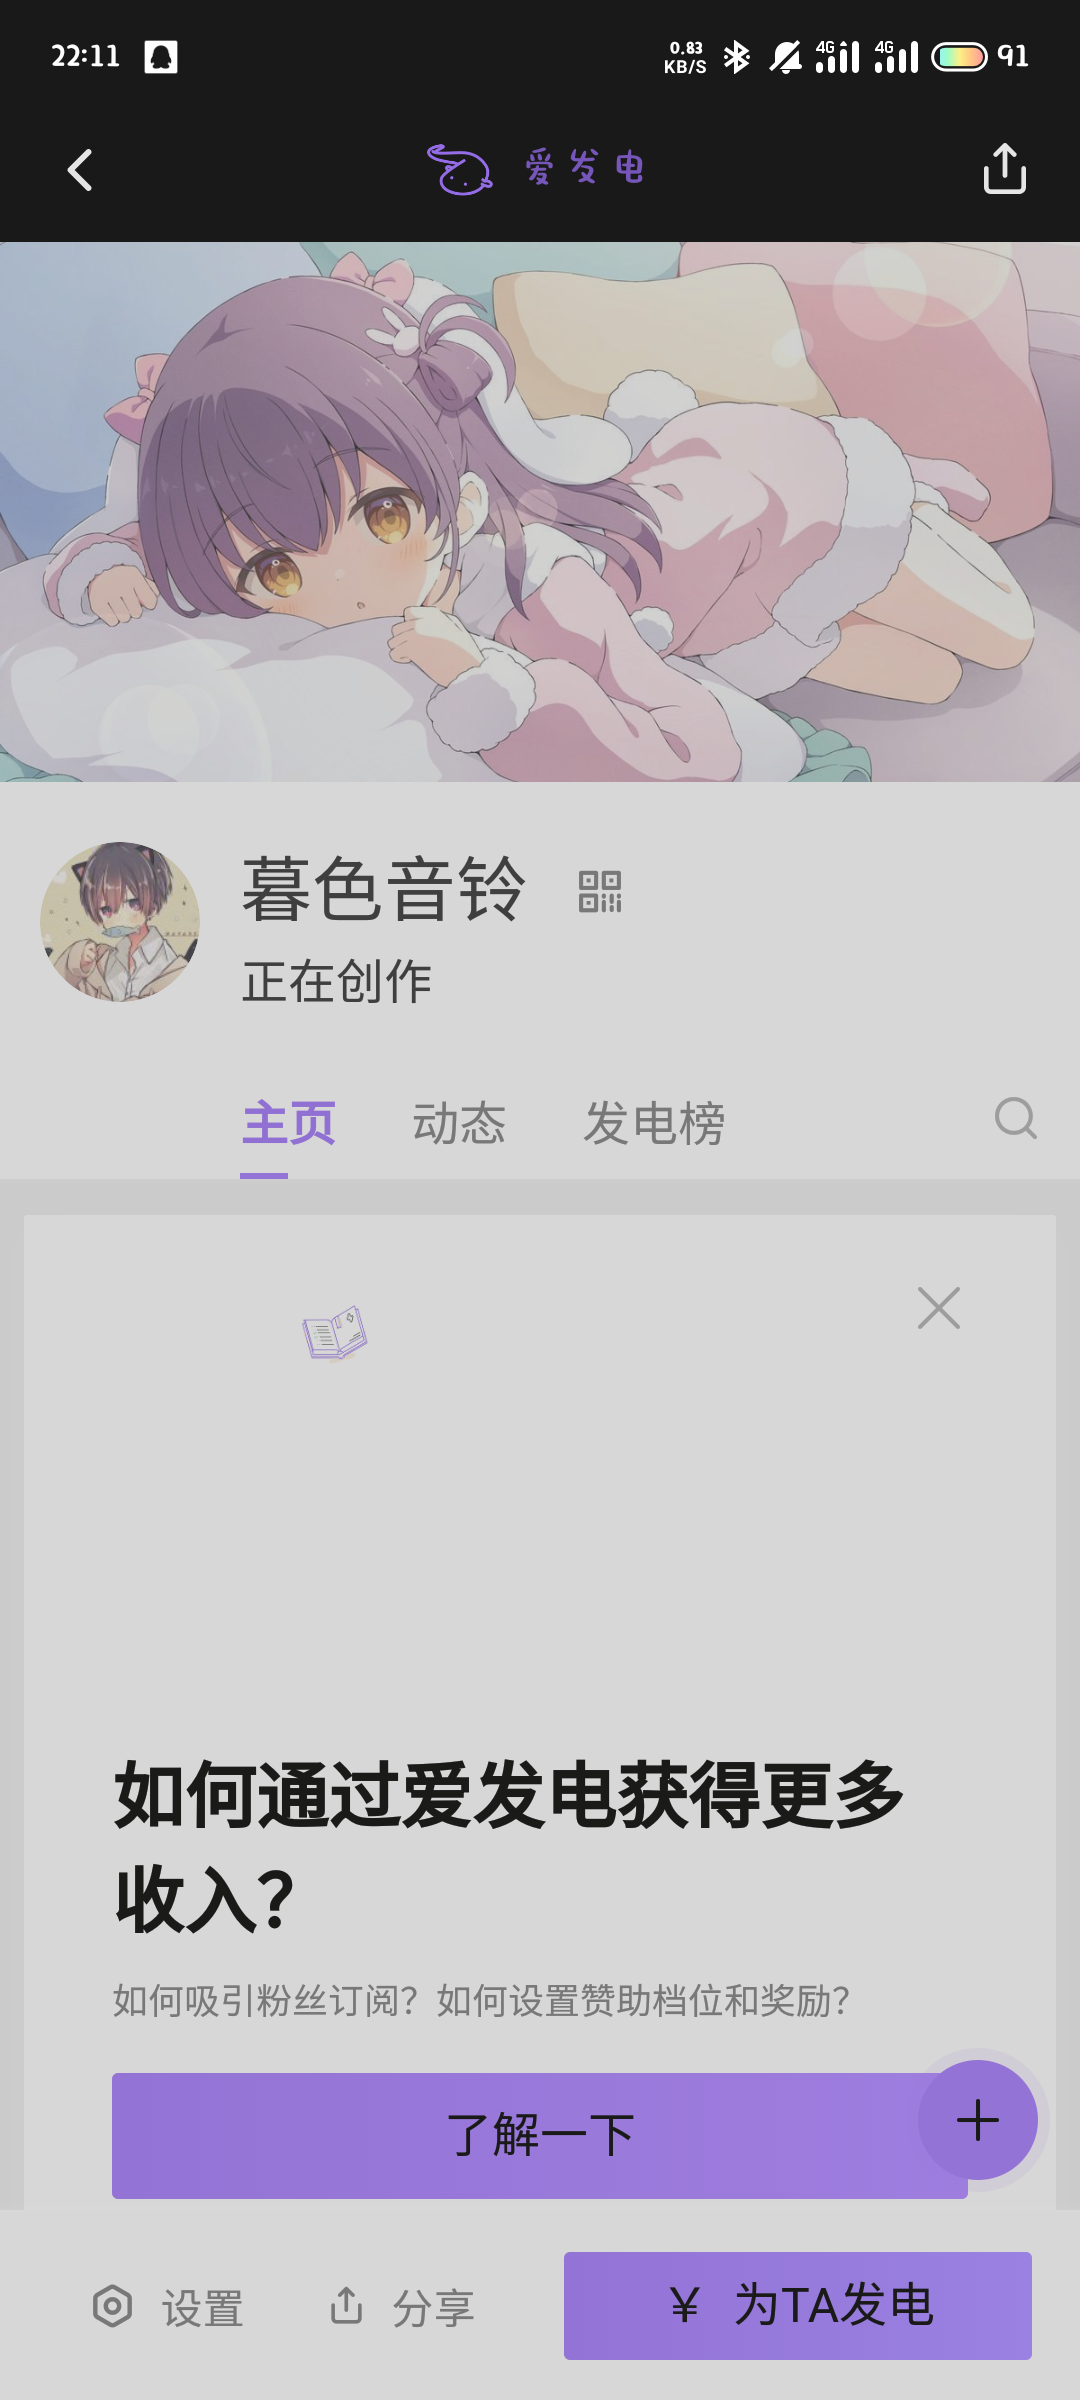 22:11
0.83
KB/S
4G
4G
91
爱发电
暮色音铃
正在创作
主页
动态
发电榜
如何通过爱发电获得更多
收入？
如何吸引粉丝订阅？如何设置赞助档位和奖励？
了解一下
设置
分享
¥ 为TA发电